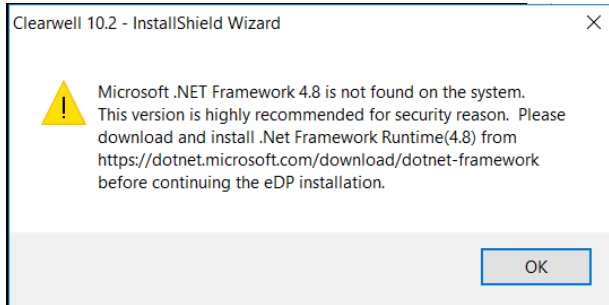 Clearwell 10.2 - InstallShield Wizard
Microsoft .NET Framework 4.8 is not found on the system.
This version is highly recommended for security reason.  Please
download and install .Net Framework Runtime(4.8) from
https://dotnet.microsoft.com/download/dotnet-framework
before continuing the eDP installation.
OK